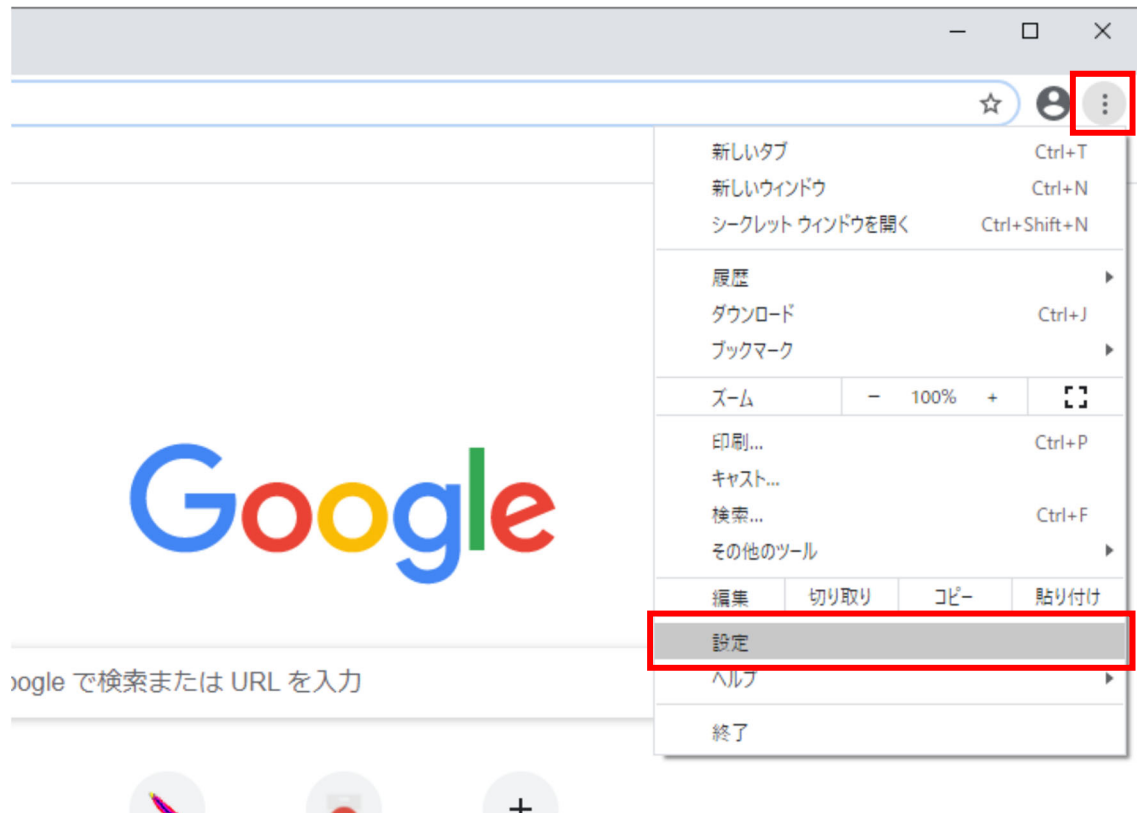 新しいタブ Ctrl+T
新しいウィンドウ Ctrl+N
シークレット ウィンドウを開く Ctrl+Shift+N
履歴
ダウンロード Ctrl+J
ブックマーク
ズーム － 100% + 
印刷... Ctrl+P
キャスト...
検索... Ctrl+F
その他のツール
編集 切り取り コピー 貼り付け
設定
ヘルプ
終了
Google
oogle で検索または URL を入力